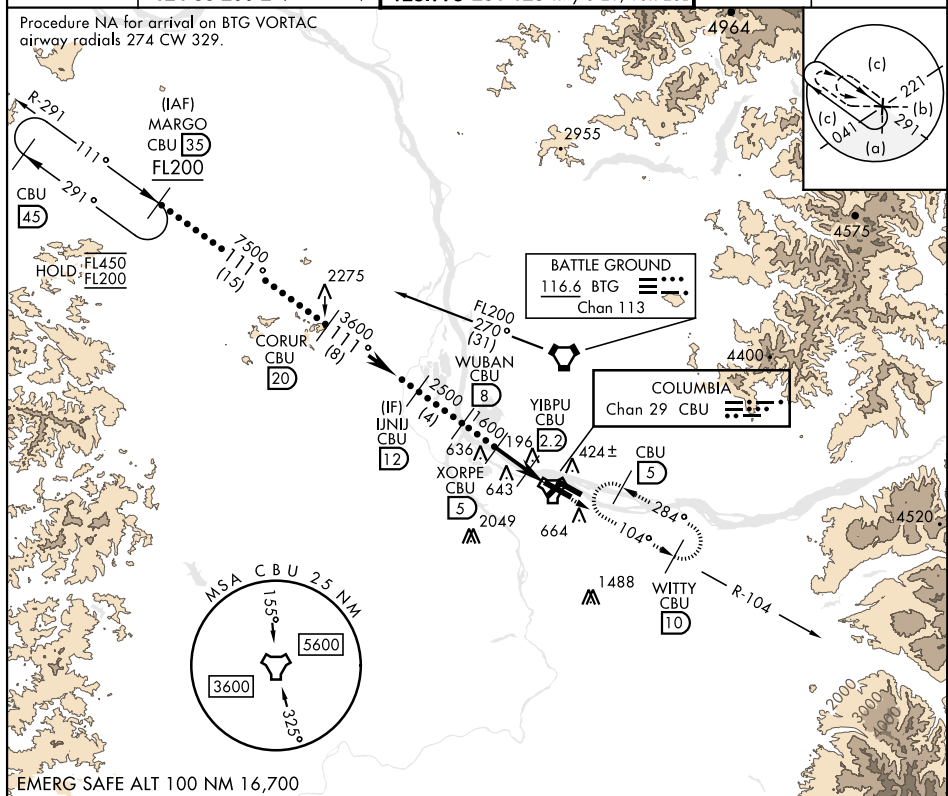 Procedure NA for arrival on BTG VORTAC
airway radials 274 CW 329.
4964
(c)
221
(b)
291
(c)
041
(a)
R-291
111°
291°
(IAF)
MARGO
CBU 35
FL200
CBU
45
HOLD FL450
FL200
2955
4575
7500
111°
(15)
2275
BATTLE GROUND
116.6 BTG
Chan 113
FL200
270°
(31)
3600
111°
(8)
CORUR
CBU
20
WUBAN
CBU
8
4400
COLUMBIA
Chan 29 CBU
2500
(4)
(IF)
IJNIJ
CBU
12
1600
YIBPU
CBU
2.2
196
424±
636
CBU
5
XORPE
CBU
5
643
664
284°
104°
2049
4520
WITTY
CBU
10
R-104
1488
MSA CBU 25 NM
155°
5600
3600
325°
2000
EMERG SAFE ALT 100 NM 16,700